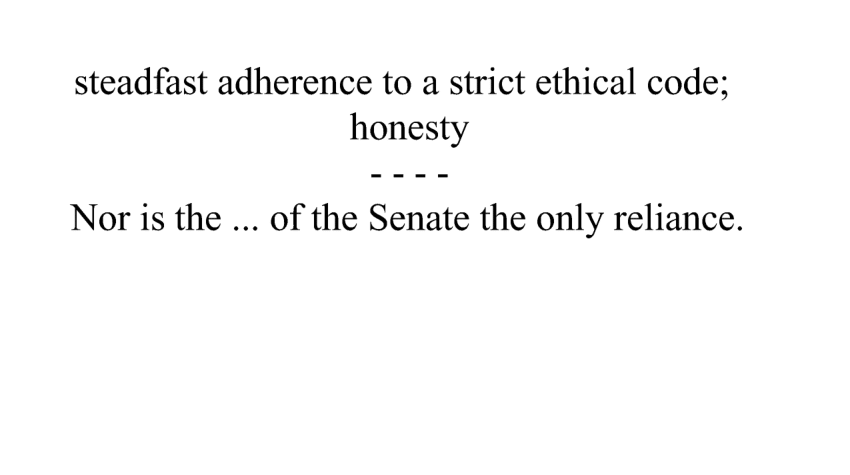 steadfast adherence to a strict ethical code;
honesty
- - - -
Nor is the ... of the Senate the only reliance.